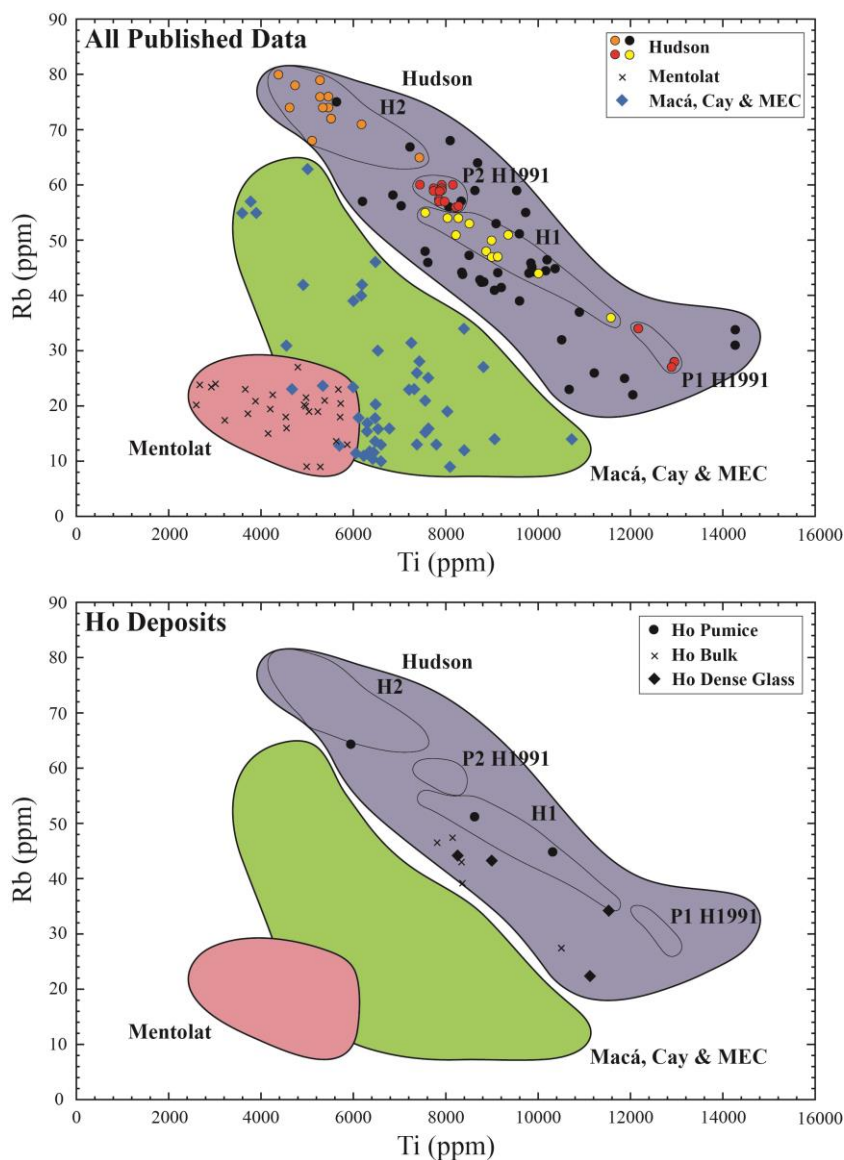 All Published Data
Hudson
Mentolat
Macá, Cay & MEC
Hudson
H2
P2 H1991
H1
P1 H1991
Mentolat
Macá, Cay & MEC
90
80
70
60
50
40
30
20
10
0
Rb (ppm)
0 2000 4000 6000 8000 10000 12000 14000 16000
Ti (ppm)
Ho Deposits
Ho Pumice
Ho Bulk
Ho Dense Glass
Hudson
H2
P2 H1991
H1
P1 H1991
Mentolat
Macá, Cay & MEC
90
80
70
60
50
40
30
20
10
0
Rb (ppm)
0 2000 4000 6000 8000 10000 12000 14000 16000
Ti (ppm)